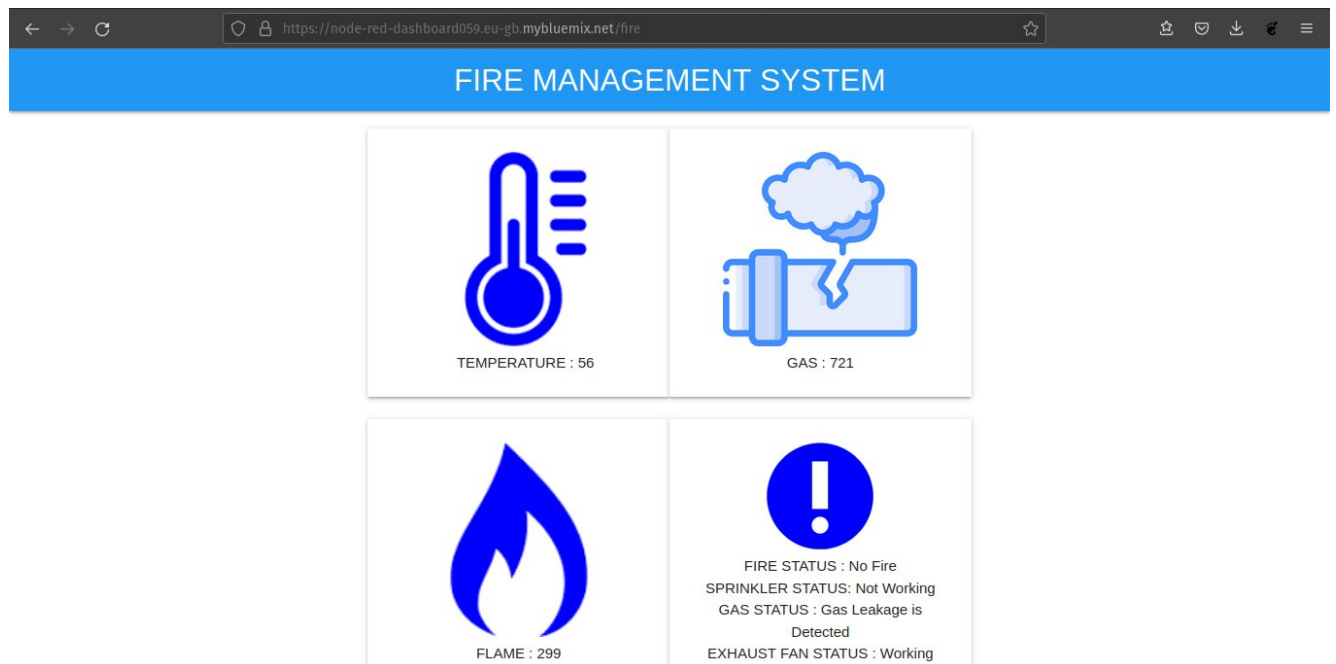 https://node-red-dashboard059.eu-gb.mybluemix.net/fire
FIRE MANAGEMENT SYSTEM
TEMPERATURE : 56
GAS : 721
FLAME : 299
FIRE STATUS : No Fire
SPRINKLER STATUS: Not Working
GAS STATUS : Gas Leakage is
Detected
EXHAUST FAN STATUS : Working